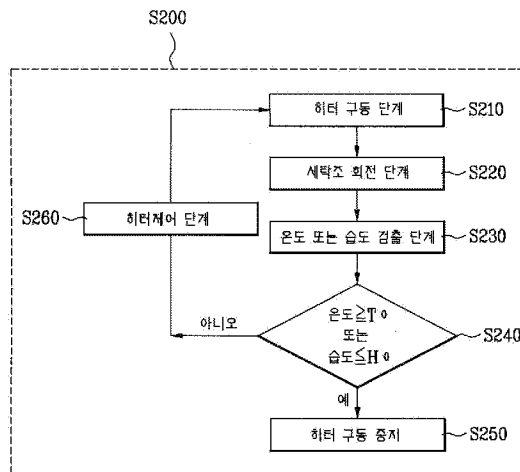 S200
히터 구동 단계
S210
세탁조 회전 단계
S220
S260
히터제어 단계
온도 또는 습도 검출 단계
S230
온도≧T₀
또는
습도≦H₀
S240
아니오
예
히터 구동 중지
S250